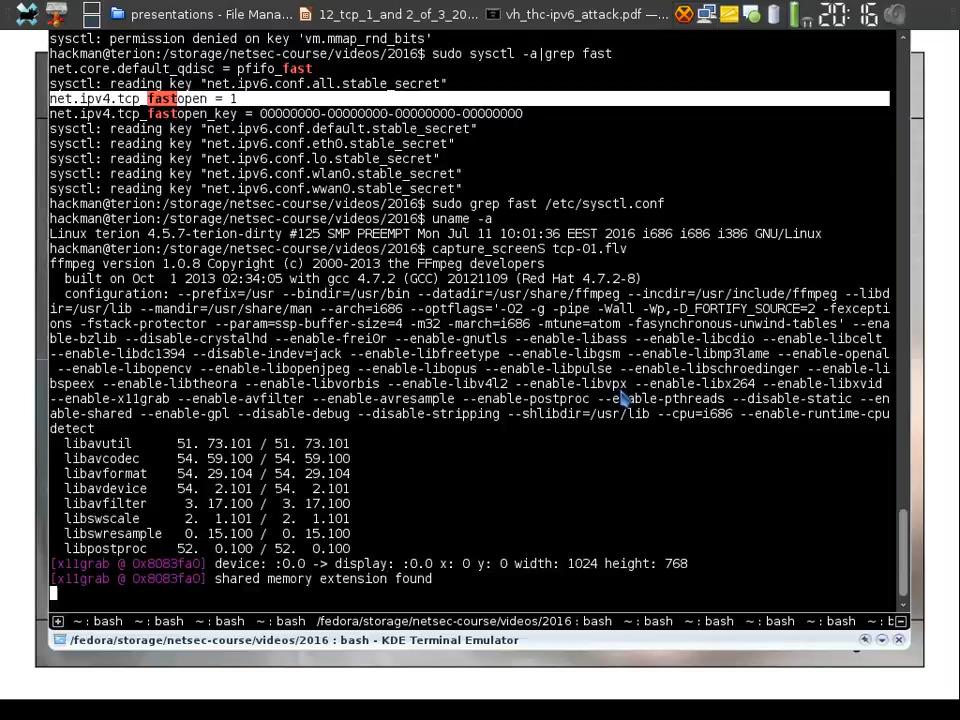 presentations - File Mana...
12_tcp_1_and 2_of_3_20...
vh_thc-ipv6_attack.pdf —...
20:16
sysctl: permission denied on key 'vm.mmap_rnd_bits'
hackman@terion:/storage/netsec-course/videos/2016$ sudo sysctl -a|grep fast
net.core.default_qdisc = pfifo_fast
sysctl: reading key "net.ipv6.conf.all.stable_secret"
net.ipv4.tcp_fastopen = 1
net.ipv4.tcp_fastopen_key = 00000000-00000000-00000000-00000000
sysctl: reading key "net.ipv6.conf.default.stable_secret"
sysctl: reading key "net.ipv6.conf.eth0.stable_secret"
sysctl: reading key "net.ipv6.conf.lo.stable_secret"
sysctl: reading key "net.ipv6.conf.wlan0.stable_secret"
sysctl: reading key "net.ipv6.conf.wwan0.stable_secret"
hackman@terion:/storage/netsec-course/videos/2016$ sudo grep fast /etc/sysctl.conf
hackman@terion:/storage/netsec-course/videos/2016$ uname -a
Linux terion 4.5.7-terion-dirty #125 SMP PREEMPT Mon Jul 11 10:01:36 EEST 2016 i686 i686 i386 GNU/Linux
hackman@terion:/storage/netsec-course/videos/2016$ capture_screenS tcp-01.flv
ffmpeg version 1.0.8 Copyright (c) 2000-2013 the FFmpeg developers
built on Oct  1 2013 02:34:05 with gcc 4.7.2 (GCC) 20121109 (Red Hat 4.7.2-8)
configuration: --prefix=/usr --bindir=/usr/bin --datadir=/usr/share/ffmpeg --incdir=/usr/include/ffmpeg --libd
ir=/usr/lib --mandir=/usr/share/man --arch=i686 --optflags='-O2 -g -pipe -Wall -Wp,-D_FORTIFY_SOURCE=2 -fexcepti
ons -fstack-protector --param=ssp-buffer-size=4 -m32 -march=i686 -mtune=atom -fasynchronous-unwind-tables' --ena
ble-bzlib --disable-crystalhd --enable-frei0r --enable-gnutls --enable-libass --enable-libcdio --enable-libcelt
--enable-libdc1394 --disable-indev=jack --enable-libfreetype --enable-libgsm --enable-libmp3lame --enable-openal
--enable-libopencv --enable-libopenjpeg --enable-libopus --enable-libpulse --enable-libschroedinger --enable-li
bspeex --enable-libtheora --enable-libvorbis --enable-libv4l2 --enable-libvpx --enable-libx264 --enable-libxvid
--enable-x11grab --enable-avfilter --enable-avresample --enable-postproc --enable-pthreads --disable-static --en
able-shared --enable-gpl --disable-debug --disable-stripping --shlibdir=/usr/lib --cpu=i686 --enable-runtime-cpu
detect
libavutil      51. 73.101 / 51. 73.101
libavcodec     54. 59.100 / 54. 59.100
libavformat    54. 29.104 / 54. 29.104
libavdevice    54.  2.101 / 54.  2.101
libavfilter     3. 17.100 /  3. 17.100
libswscale      2.  1.101 /  2.  1.101
libswresample   0. 15.100 /  0. 15.100
libpostproc    52.  0.100 / 52.  0.100
[x11grab @ 0x8083fa0] device: :0.0 -> display: :0.0 x: 0 y: 0 width: 1024 height: 768
[x11grab @ 0x8083fa0] shared memory extension found
~ : bash
~ : bash
~ : bash
~ : bash
/fedora/storage/netsec-course/videos/2016 : bash
~ : bash
~ : bash
~ : bash
~ : bash
~ : b
/fedora/storage/netsec-course/videos/2016 : bash - KDE Terminal Emulator